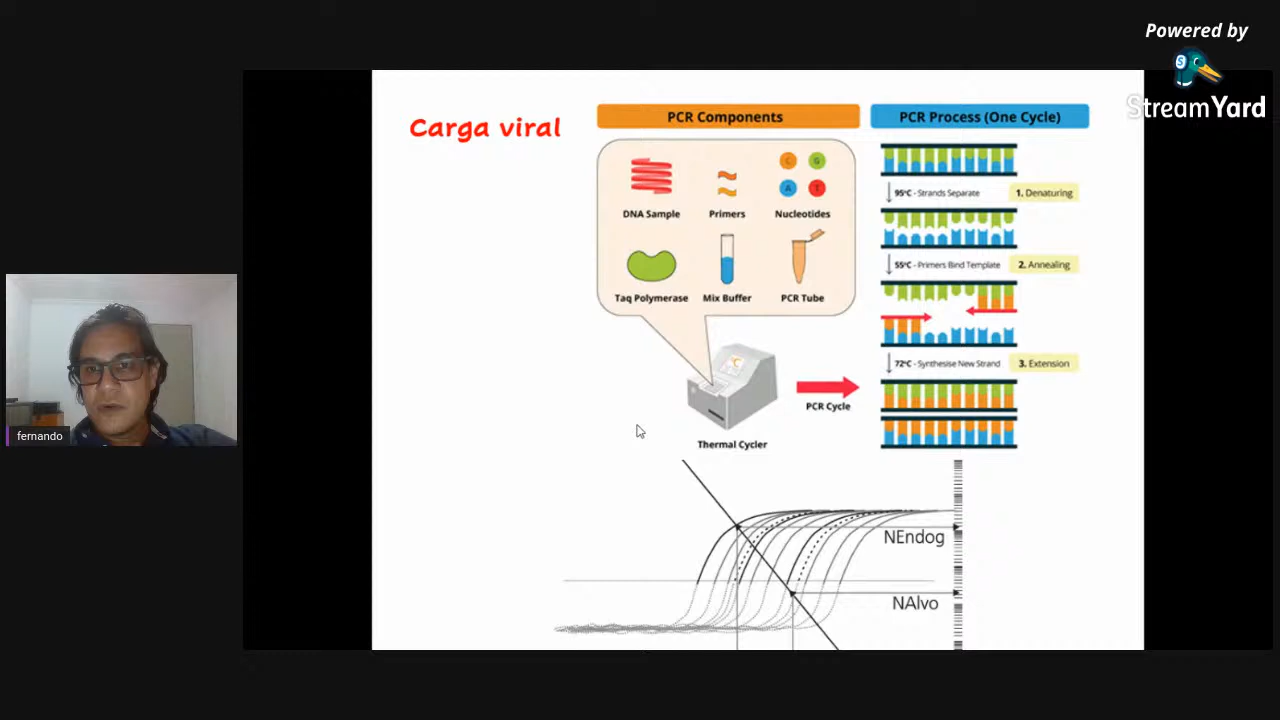 Powered by
S
StreamYard
Carga viral
PCR Components
C
G
A
T
DNA Sample
Primers
Nucleotides
Taq Polymerase
Mix Buffer
PCR Tube
°C
Thermal Cycler
PCR Cycle
PCR Process (One Cycle)
95°C - Strands Separate
1. Denaturing
55°C - Primers Bind Template
2. Annealing
72°C - Synthesise New Strand
3. Extension
NEndog
NAlvo
fernando